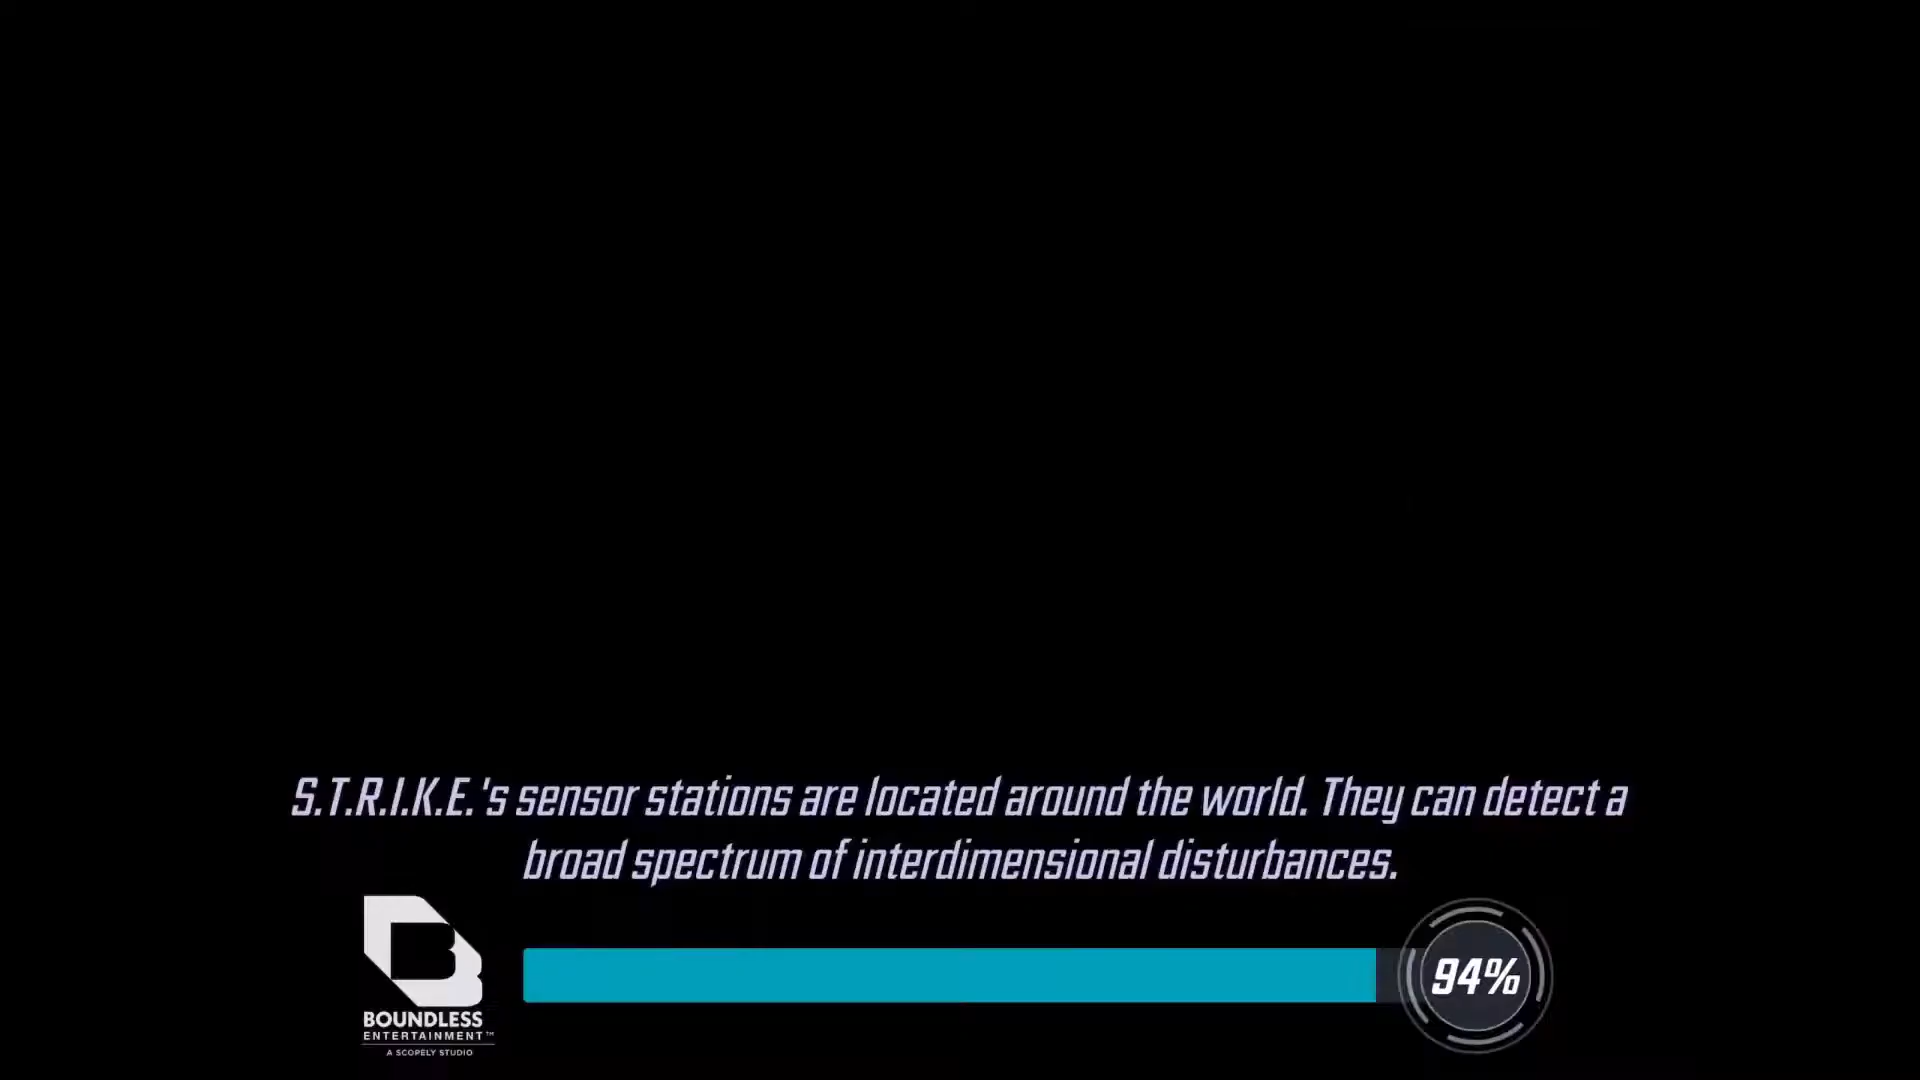 S.T.R.I.K.E.'s sensor stations are located around the world. They can detect a
broad spectrum of interdimensional disturbances.
94%
BOUNDLESS
ENTERTAINMENT™
A SCOPELY STUDIO